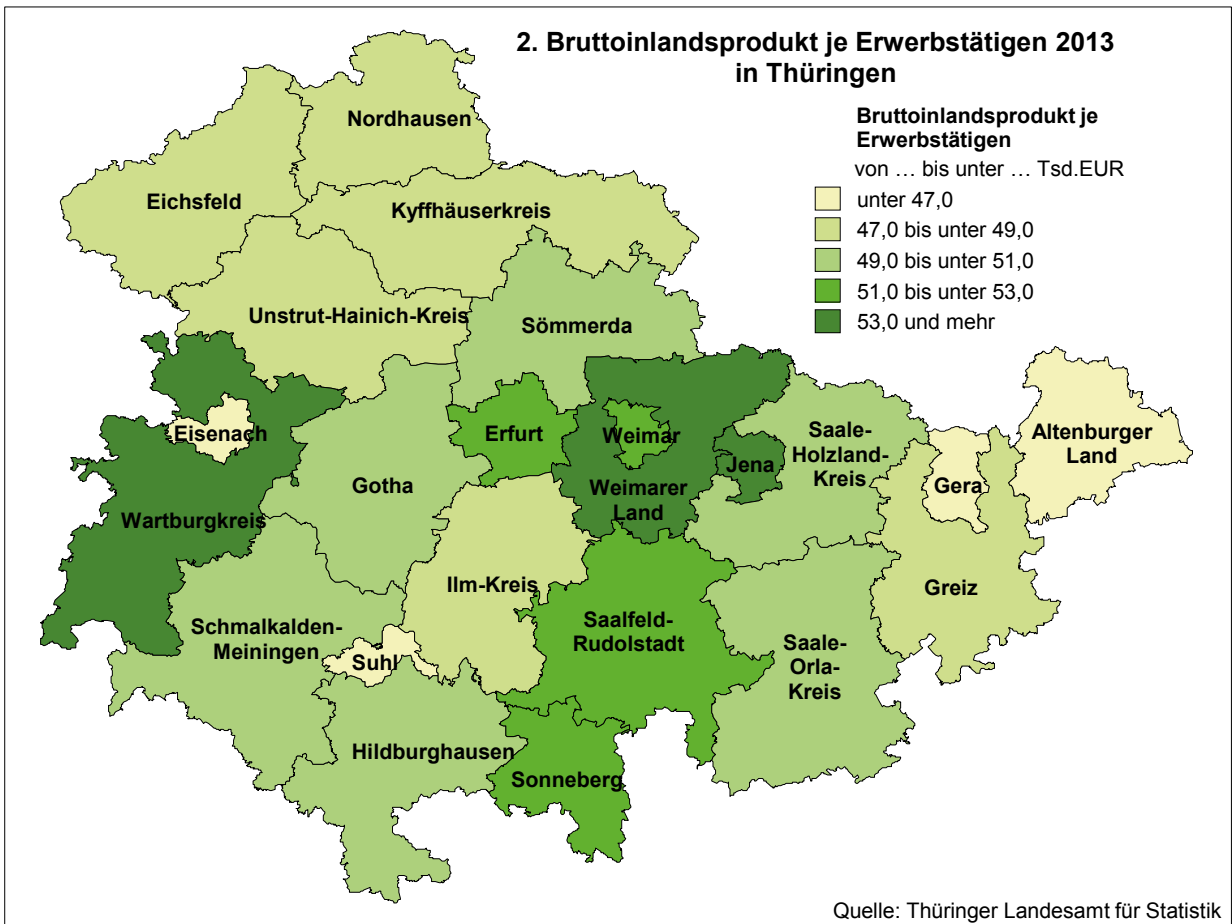 2. Bruttoinlandsprodukt je Erwerbstätigen 2013
in Thüringen
Bruttoinlandsprodukt je
Erwerbstätigen
von … bis unter … Tsd.EUR
unter 47,0
47,0 bis unter 49,0
49,0 bis unter 51,0
51,0 bis unter 53,0
53,0 und mehr
Nordhausen
Eichsfeld
Kyffhäuserkreis
Unstrut-Hainich-Kreis
Sömmerda
Eisenach
Erfurt
Weimar
Saale-
Holzland-
Kreis
Altenburger
Land
Jena
Gotha
Gera
Weimarer
Land
Wartburgkreis
Ilm-Kreis
Greiz
Saalfeld-
Rudolstadt
Schmalkalden-
Meiningen
Suhl
Saale-
Orla-
Kreis
Hildburghausen
Sonneberg
Quelle: Thüringer Landesamt für Statistik